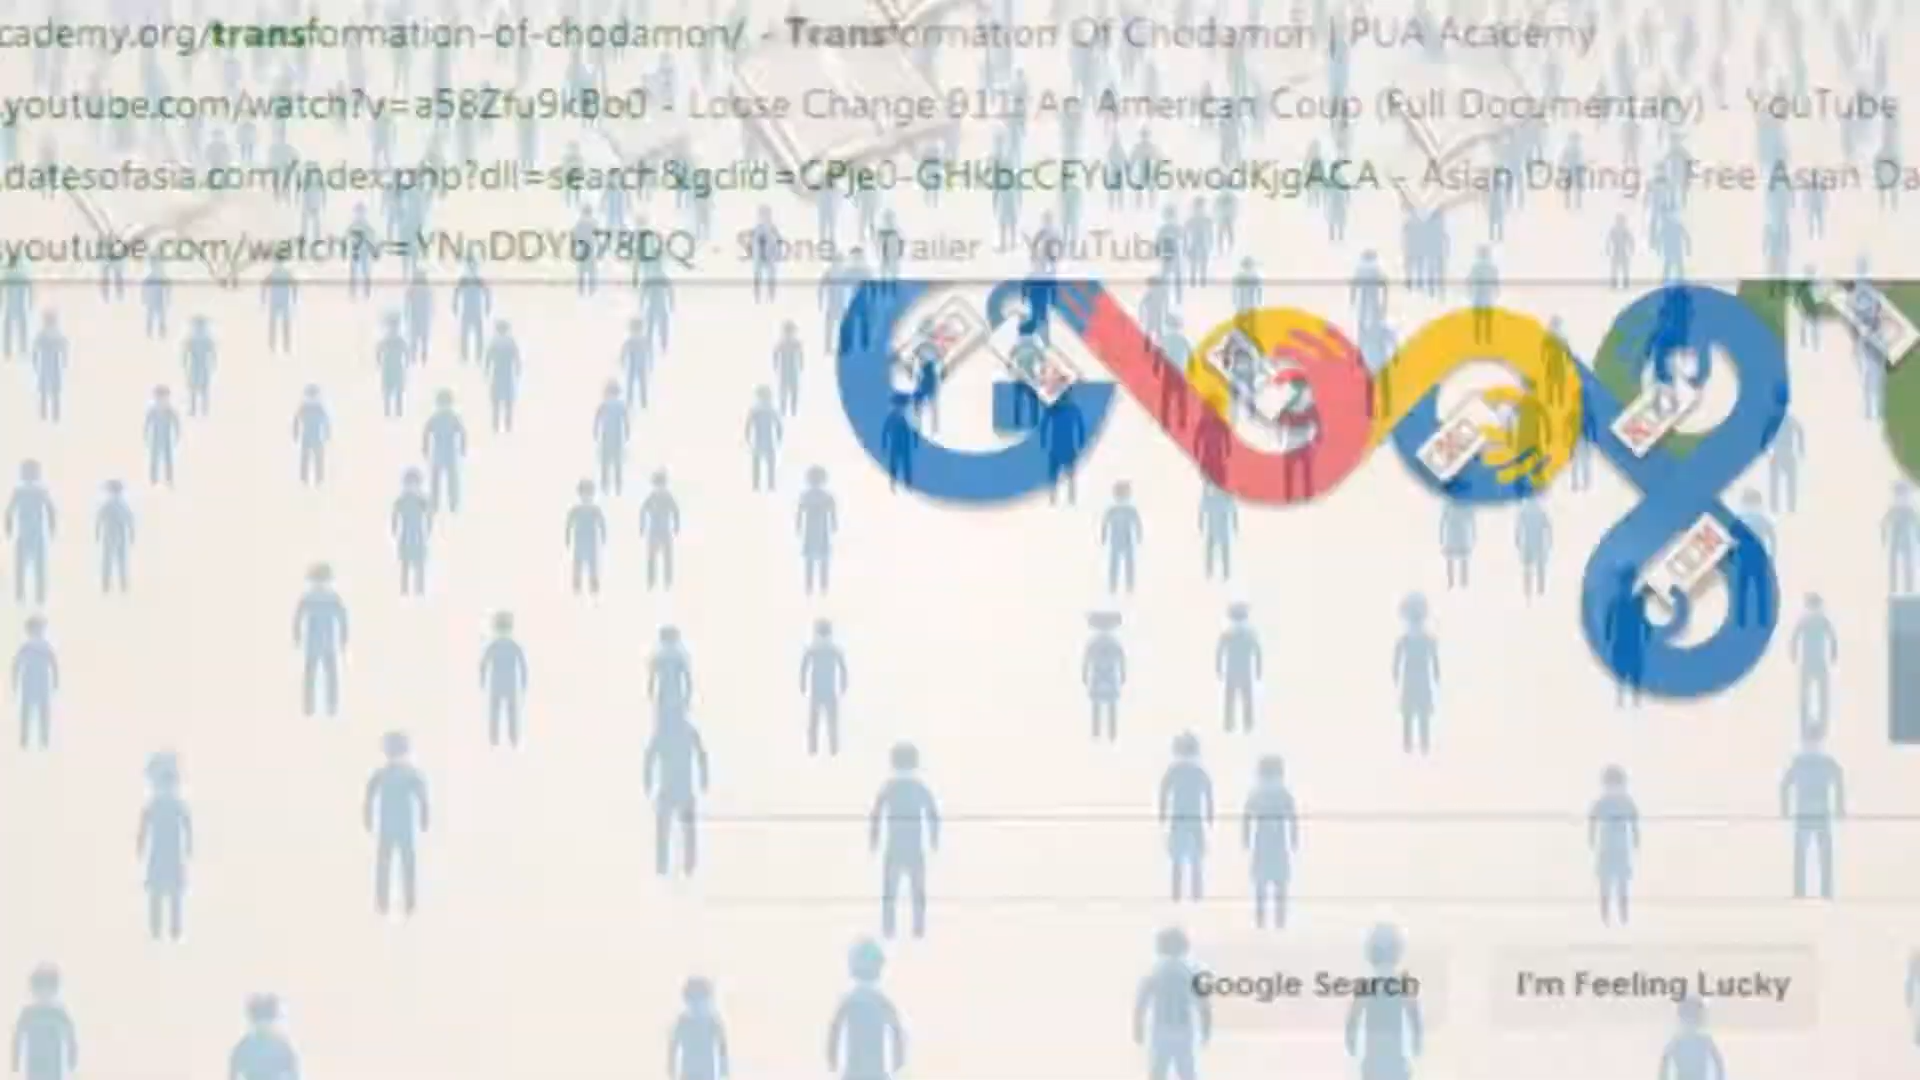 cademy.org/transformation-of-chodamon/ - Transformation Of Chodamon | PUA Academy
youtube.com/watch?v=a58Zfu9kBo0 - Loose Change 911: An American Coup (Full Documentary) - YouTube
.datesofasia.com/index.php?dll=search&gclid=CPje0-GHkbcCFYuU6wodKjgACA - Asian Dating - Free Asian Da
youtube.com/watch?v=YNnDDYb78DQ - Stone - Trailer - YouTube
Google Search I'm Feeling Lucky